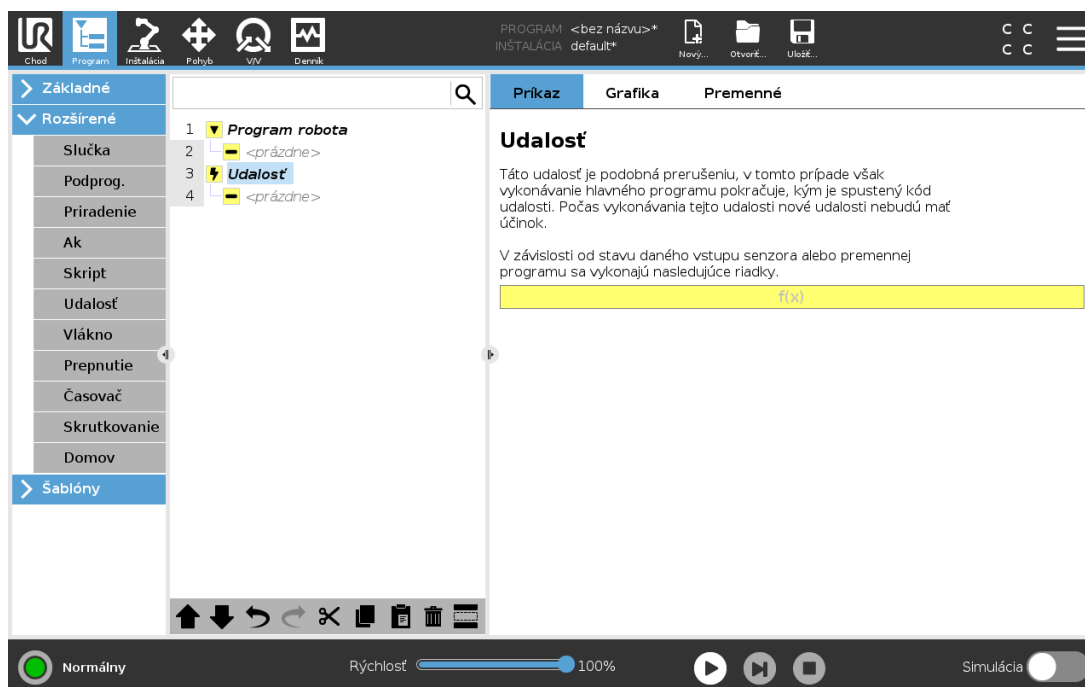 PROGRAM <bez názvu>*
INŠTALÁCIA default*
C C
C C
Chod Program Inštalácia Pohyb V/V Denník Nový... Otvoriť... Uložiť...
Základné
Rozšírené
Slučka
Podprog.
Priradenie
Ak
Skript
Udalosť
Vlákno
Prepnutie
Časovač
Skrutkovanie
Domov
Šablóny
1 Program robota
2 <prázdne>
3 Udalosť
4 <prázdne>
Príkaz Grafika Premenné
Udalosť
Táto udalosť je podobná prerušeniu, v tomto prípade však
vykonávanie hlavného programu pokračuje, kým je spustený kód
udalosti. Počas vykonávania tejto udalosti nové udalosti nebudú mať
účinok.
V závislosti od stavu daného vstupu senzora alebo premennej
programu sa vykonajú nasledujúce riadky.
f(x)
Normálny
Rýchlosť 100%
Simulácia